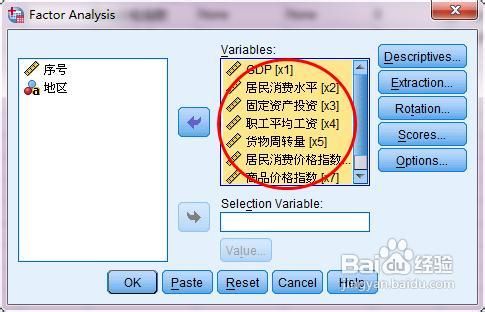 Factor Analysis
序号
地区
Variables:
GDP [x1]
居民消费水平 [x2]
固定资产投资 [x3]
职工平均工资 [x4]
货物周转量 [x5]
居民消费价格指数...
商品价格指数 [x7]
Selection Variable:
Value...
Descriptives...
Extraction...
Rotation...
Scores...
Options...
OK Paste Reset Cancel Help
Baidu 经验
jingyan.baidu.com